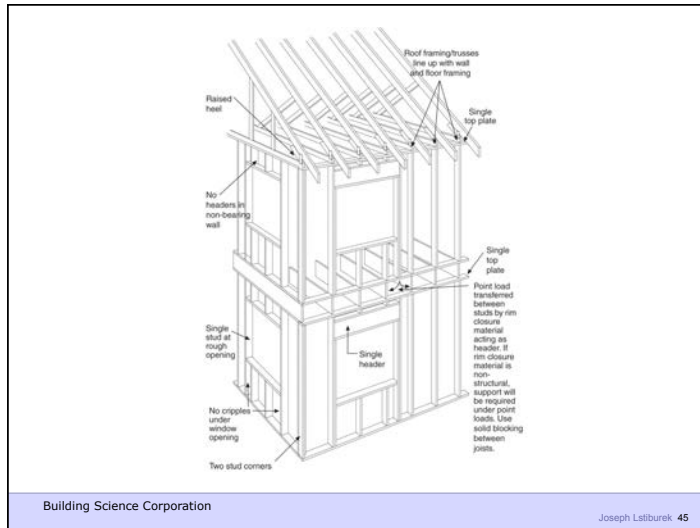 Roof framing/trusses
line up with wall
and floor framing
Raised
heel
Single
top plate
No
headers in
non-bearing
wall
Single
top
plate
Point load
transferred
between
studs by rim
closure
material
acting as
header. If
rim closure
material is
non-
structural,
support will
be required
under point
loads. Use
solid blocking
between
joists.
Single
stud at
rough
opening
Single
header
No cripples
under
window
opening
Two stud corners
Building Science Corporation
Joseph Lstiburek 45